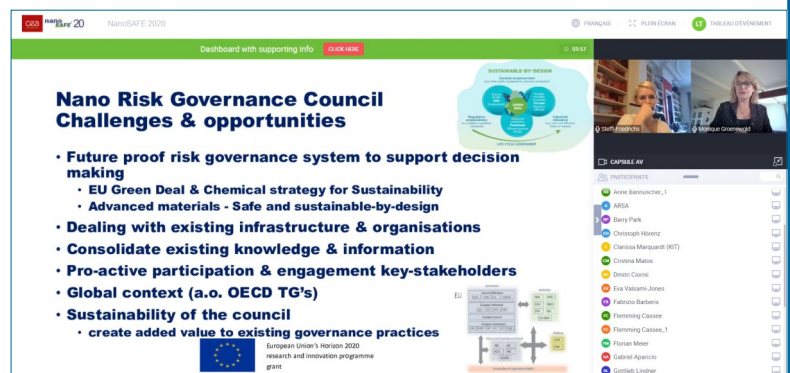 cea nano SAFE' 20
NanoSAFE 2020
FRANÇAIS
PLEIN ÉCRAN
LT TABLEAU D'ÉVÈNEMENT
Dashboard with supporting info CLICK HERE
59:52
SUSTAINABLE-BY-DESIGN
Nano Risk Governance Council
Challenges & opportunities
• Future proof risk governance system to support decision
making
• EU Green Deal & Chemical strategy for Sustainability
• Advanced materials - Safe and sustainable-by-design
• Dealing with existing infrastructure & organisations
• Consolidate existing knowledge & information
• Pro-active participation & engagement key-stakeholders
• Global context (a.o. OECD TG's)
• Sustainability of the council
• create added value to existing governance practices
EU
European Union's Horizon 2020
research and innovation programme
grant
Steffi Friedrichs
Monique Groenewold
CAPSULE AV
PARTICIPANTS
Anne Bannuscher_1
ARSA
Barry Park
Christoph Hörenz
Clarissa Marquardt (KIT)
Cristina Matos
Dmitri Ciornii
Eva Valsami-Jones
Fabrizio Barberis
Flemming Cassee
Flemming Cassee_1
Florian Meier
Gabriel Aparicio
Gottlieb Lindner